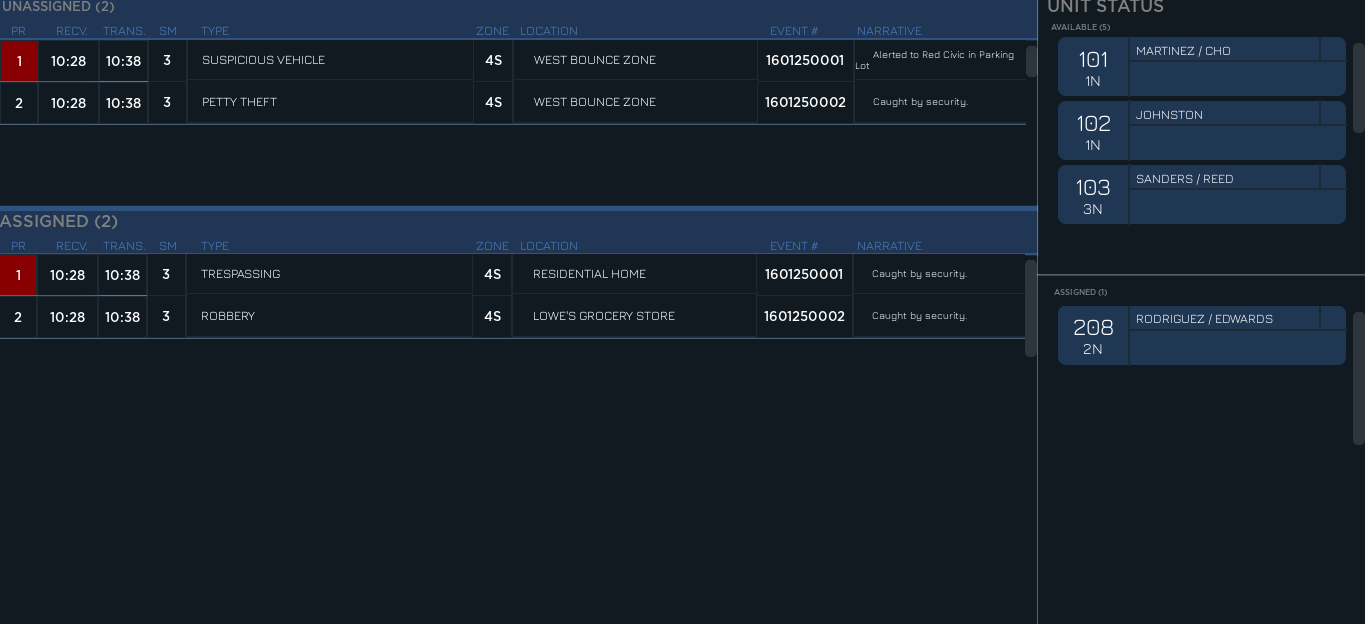 UNASSIGNED (2)
PR RECV. TRANS. SM TYPE ZONE LOCATION EVENT # NARRATIVE
1 10:28 10:38 3 SUSPICIOUS VEHICLE 4S WEST BOUNCE ZONE 1601250001 Alerted to Red Civic in Parking
Lot
2 10:28 10:38 3 PETTY THEFT 4S WEST BOUNCE ZONE 1601250002 Caught by security.
ASSIGNED (2)
PR RECV. TRANS. SM TYPE ZONE LOCATION EVENT # NARRATIVE
1 10:28 10:38 3 TRESPASSING 4S RESIDENTIAL HOME 1601250001 Caught by security.
2 10:28 10:38 3 ROBBERY 4S LOWE'S GROCERY STORE 1601250002 Caught by security.
UNIT STATUS
AVAILABLE (5)
101 MARTINEZ / CHO
1N
102 JOHNSTON
1N
103 SANDERS / REED
3N
ASSIGNED (1)
208 RODRIGUEZ / EDWARDS
2N